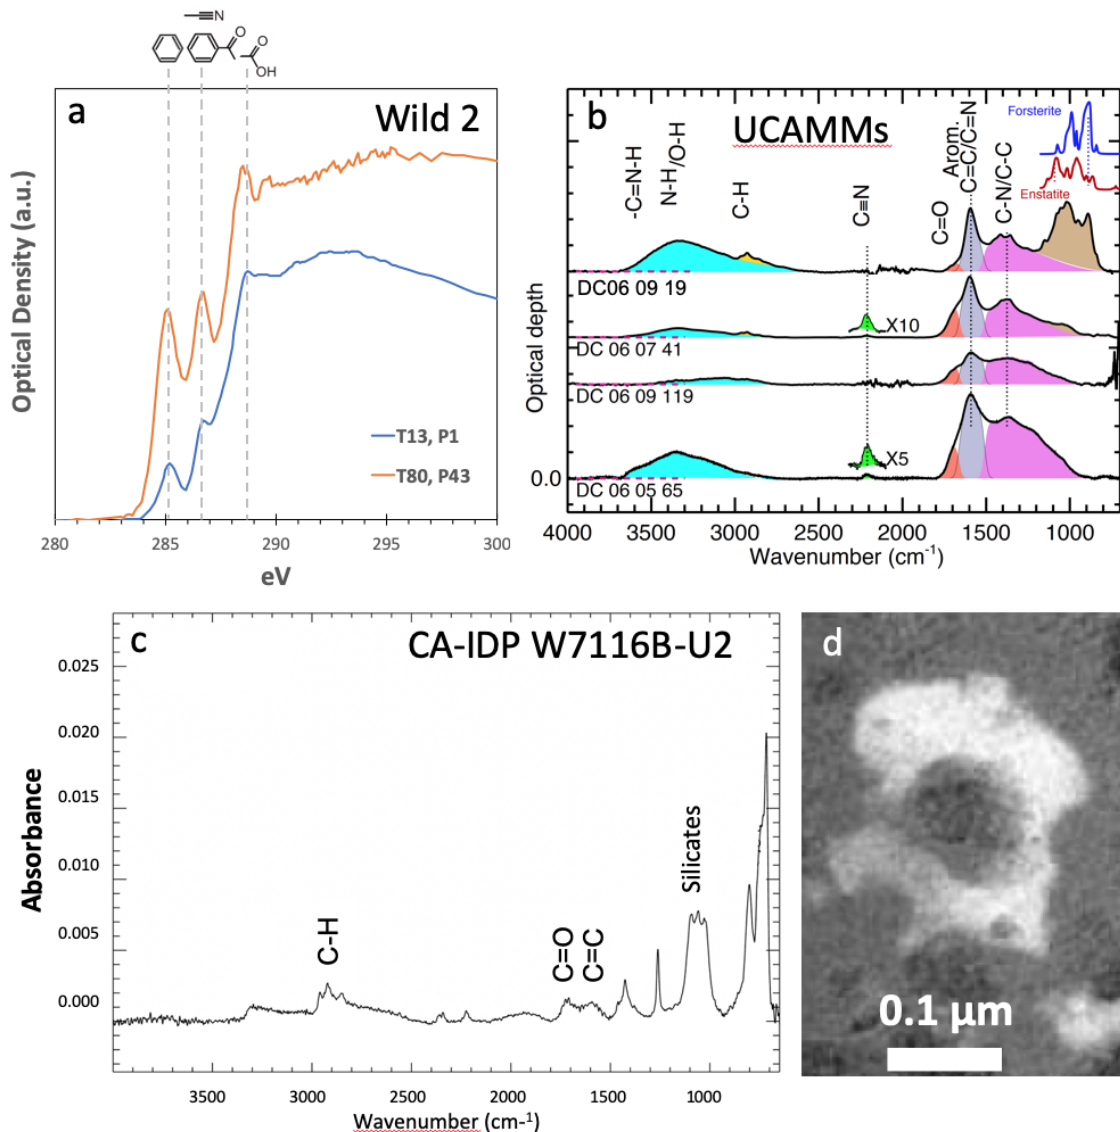 ≡N
O
O
OH
a
Wild 2
Optical Density (a.u.)
T13, P1
T80, P43
280
285
290
295
300
eV
b
UCAMMs
Forsterite
Enstatite
-C=N-H
N-H/O-H
C-H
C≡N
C=O
Arom.
C=C/C=N
C-N/C-C
DC06 09 19
X10
DC 06 07 41
DC 06 09 119
X5
DC 06 05 65
Optical depth
0.0
4000
3500
3000
2500
2000
1500
1000
Wavenumber (cm-1)
c
CA-IDP W7116B-U2
Absorbance
0.025
0.020
0.015
0.010
0.005
0.000
C-H
C=O
C=C
Silicates
3500
3000
2500
2000
1500
1000
Wavenumber (cm-1)
d
0.1 µm